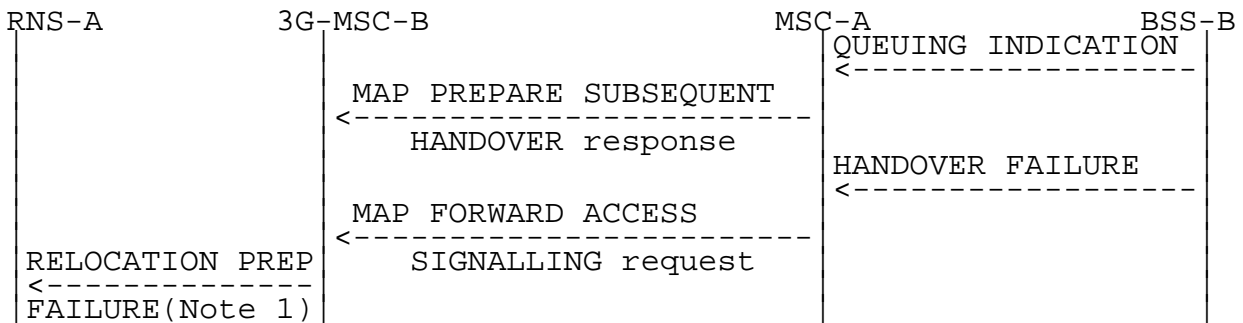 RNS-A 3G-MSC-B MSC-A BSS-B
QUEUING INDICATION
MAP PREPARE SUBSEQUENT
HANDOVER response
HANDOVER FAILURE
MAP FORWARD ACCESS
RELOCATION PREP SIGNALLING request
FAILURE(Note 1)